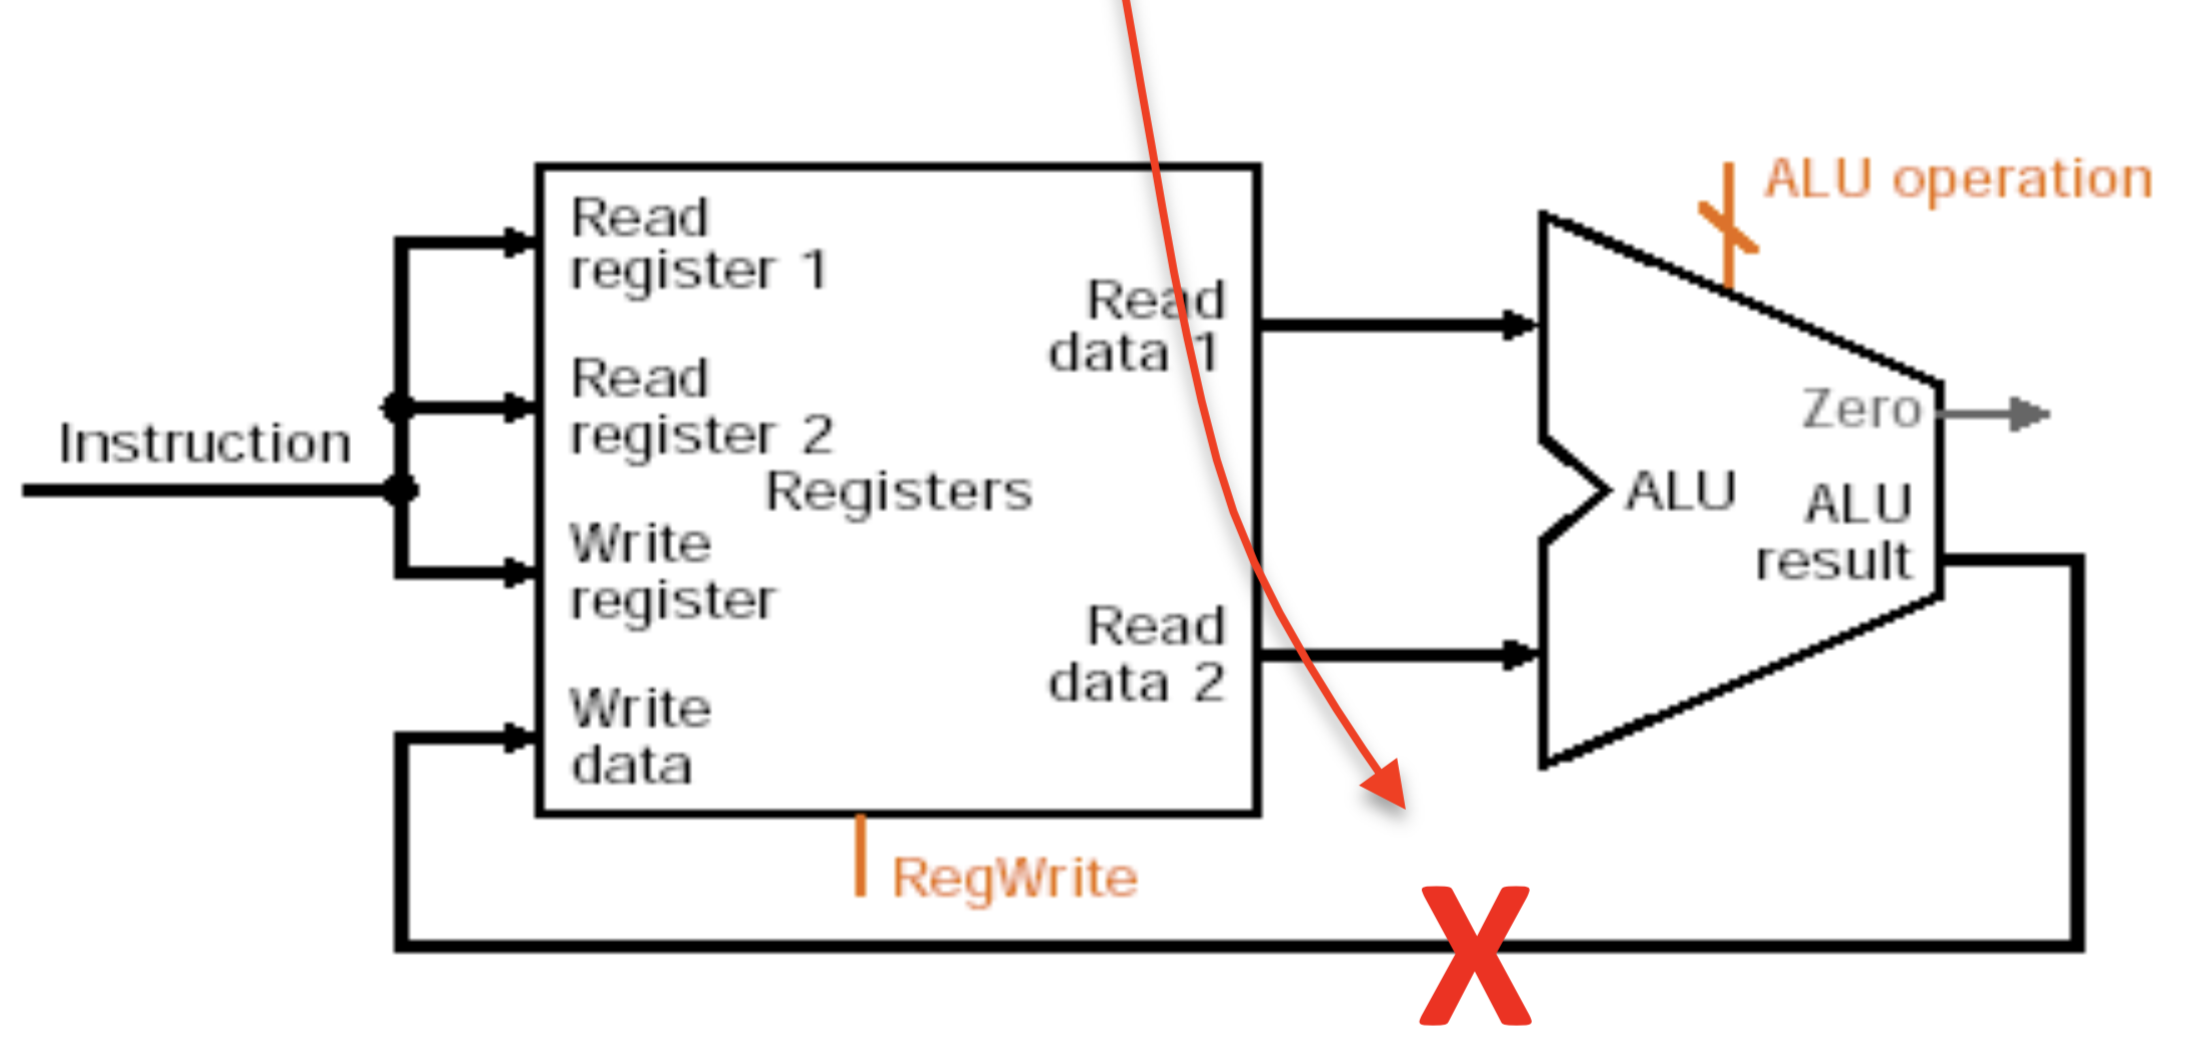 Instruction
Read
register 1
Read
register 2
Registers
Write
register
Write
data
Read
data 1
Read
data 2
RegWrite
ALU operation
Zero
ALU
ALU
result
X